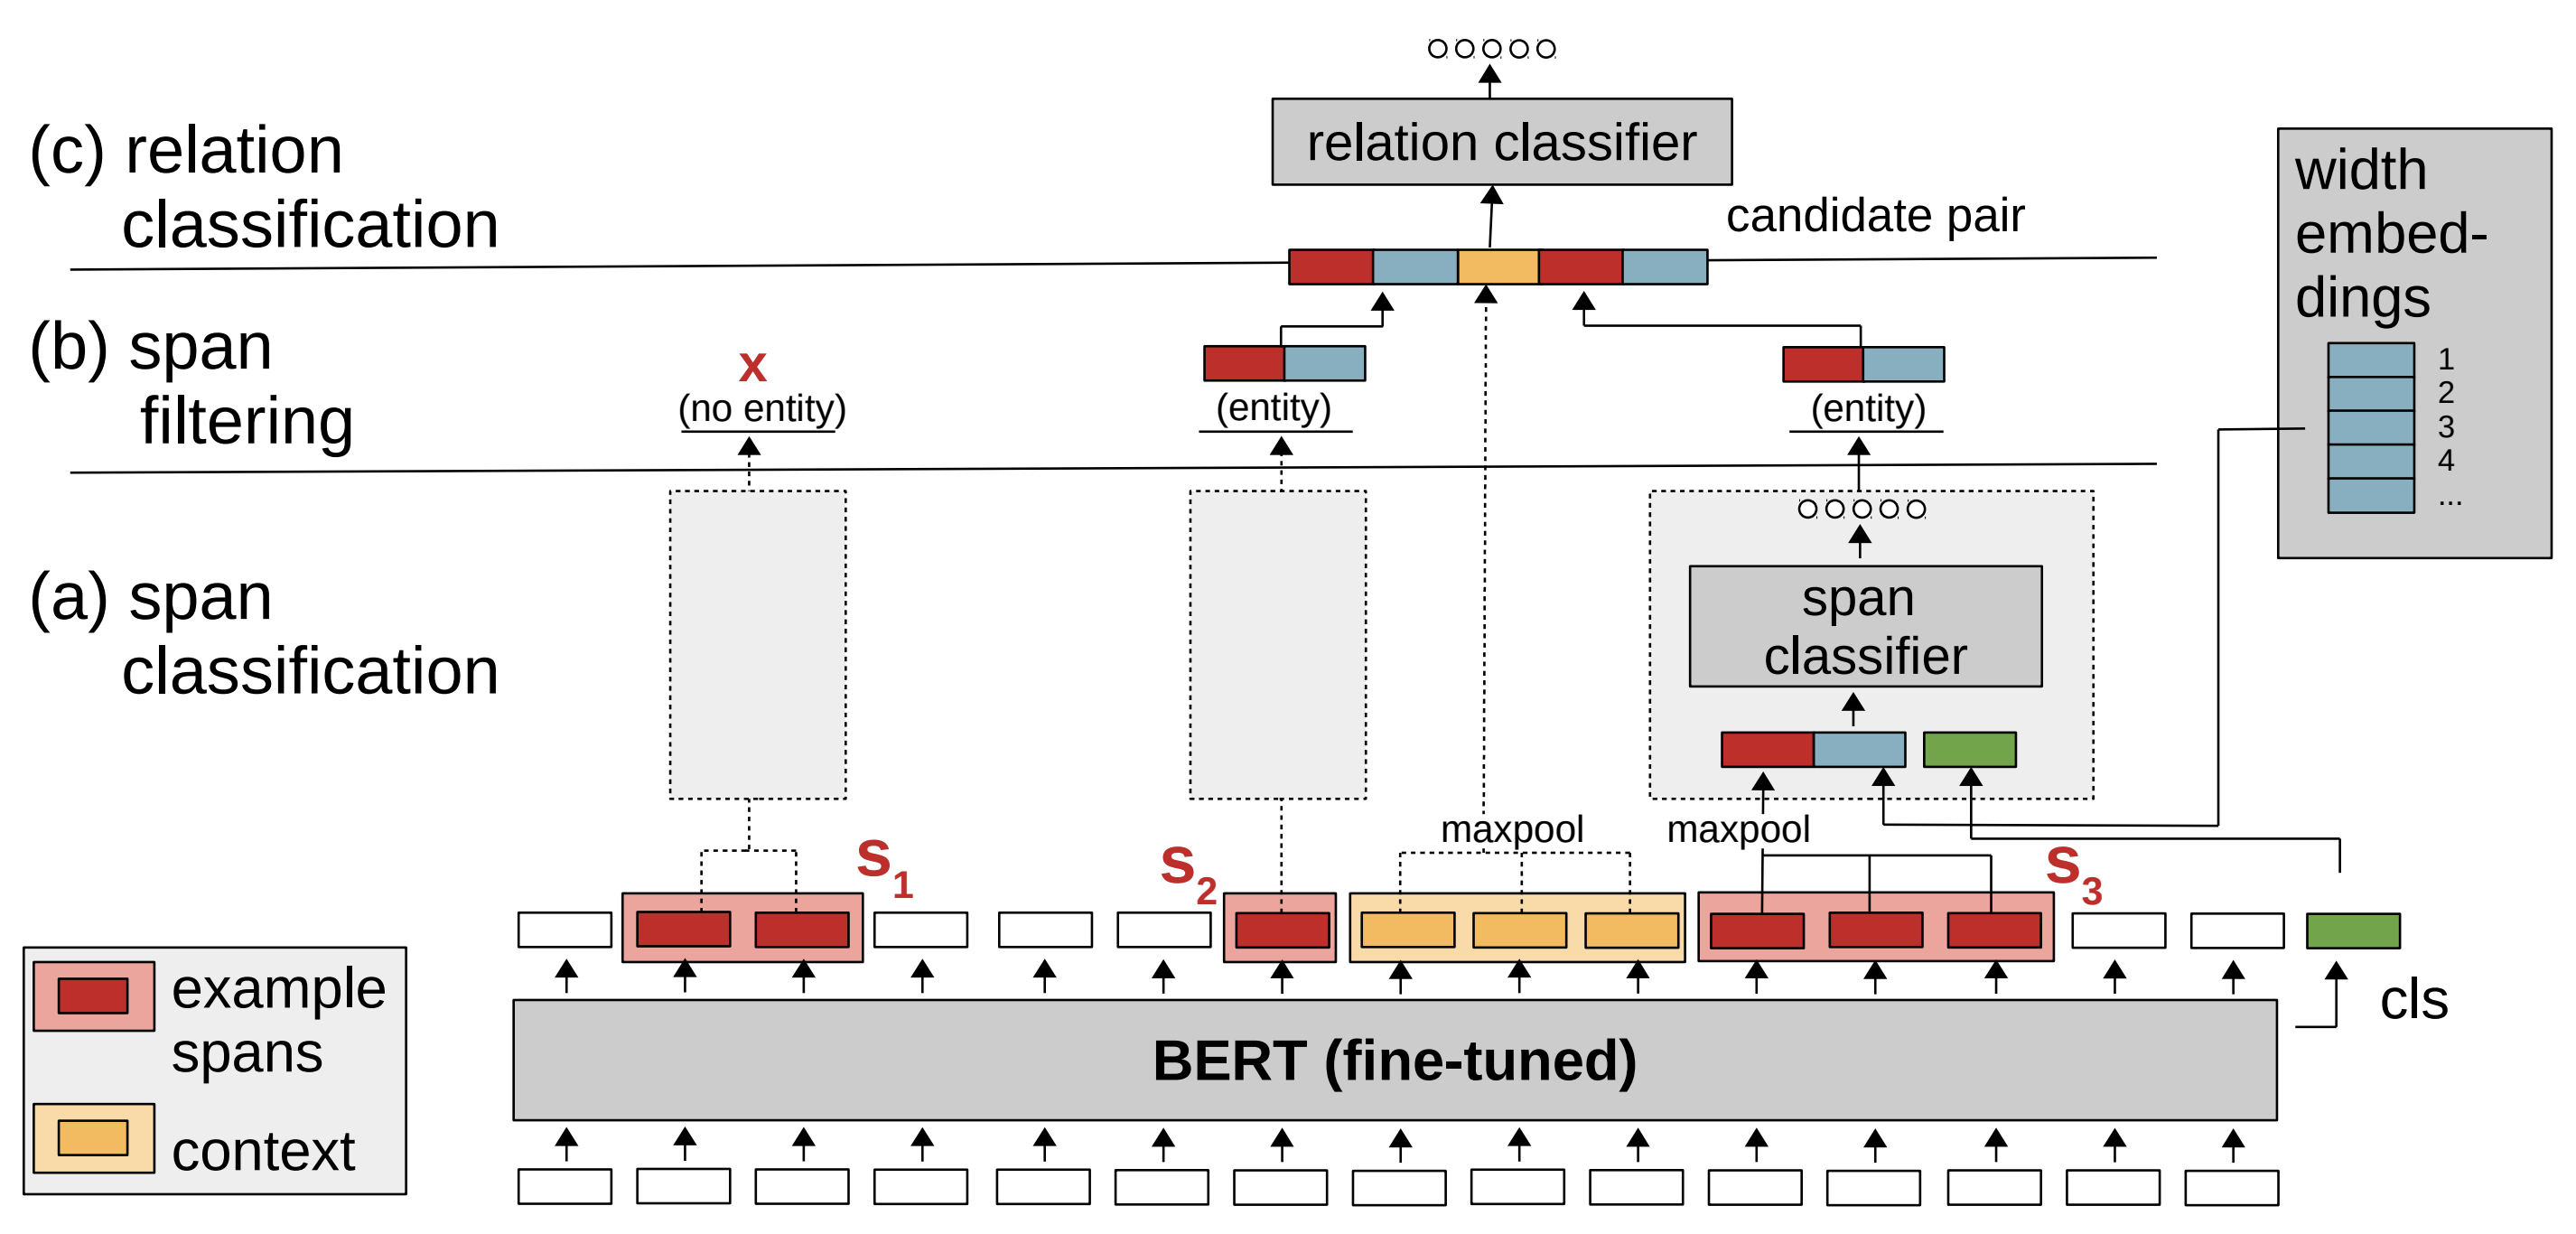 (c) relation
classification
relation classifier
candidate pair
width
embed-
dings
1
2
3
4
...
(b) span
filtering
x
(no entity)
(entity)
(entity)
(a) span
classification
span
classifier
maxpool
maxpool
s1
s2
s3
example
spans
context
cls
BERT (fine-tuned)